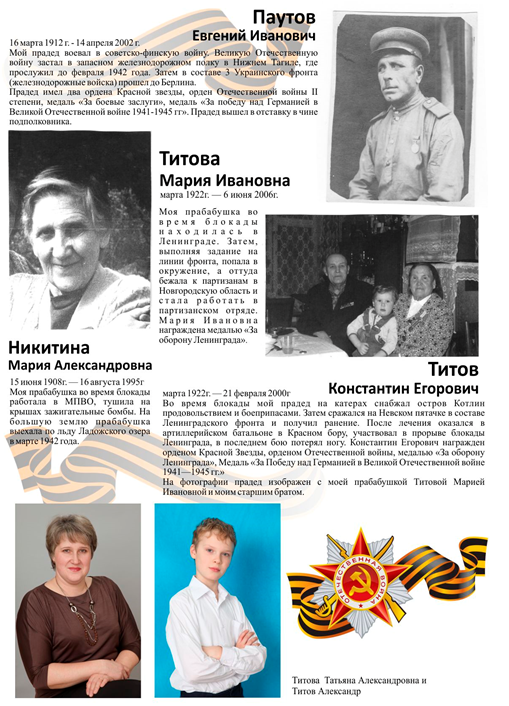 Паутов
Евгений Иванович
16 марта 1912 г. - 14 апреля 2002 г.
Мой прадед воевал в советско-финскую войну. Великую Отечественную
войну застал в запасном железнодорожном полку в Нижнем Тагиле, где
прослужил до февраля 1942 года. Затем в составе 3 Украинского фронта
(железнодорожные войска) прошел до Берлина.
Прадед имел два ордена Красной звезды, орден Отечественной войны II
степени, медаль «За боевые заслуги», медаль «За победу над Германией в
Великой Отечественной войне 1941-1945 гг». Прадед вышел в отставку в чине
подполковника.
Титова
Мария Ивановна
марта 1922г. — 6 июня 2006г.
Моя прабабушка во
время блокады
находилась в
Ленинграде. Затем,
выполняя задание на
линии фронта, попала в
окружение, а оттуда
бежала к партизанам в
Новгородскую область и
стала работать в
партизанском отряде.
Мария Ивановна
награждена медалью «За
оборону Ленинграда».
Никитина
Мария Александровна
15 июня 1908г. — 16 августа 1995г
Моя прабабушка во время блокады
работала в МПВО, тушила на
крышах зажигательные бомбы. На
большую землю прабабушка
выехала по льду Ладожского озера
в марте 1942 года.
Титов
Константин Егорович
марта 1922г. — 21 февраля 2000г
Во время блокады мой прадед на катерах снабжал остров Котлин
продовольствием и боеприпасами. Затем сражался на Невском пятачке в составе
Ленинградского фронта и получил ранение. После лечения оказался в
артиллерийском батальоне в Красном бору, участвовал в прорыве блокады
Ленинграда, в последнем бою потерял ногу. Константин Егорович награжден
орденом Красной Звезды, орденом Отечественной войны, медалью «За оборону
Ленинграда», Медаль «За Победу над Германией в Великой Отечественной войне
1941—1945 гг.»
На фотографии прадед изображен с моей прабабушкой Титовой Марией
Ивановной и моим старшим братом.
ОТЕЧЕСТВЕННАЯ ВОЙНА
Титова Татьяна Александровна и
Титов Александр